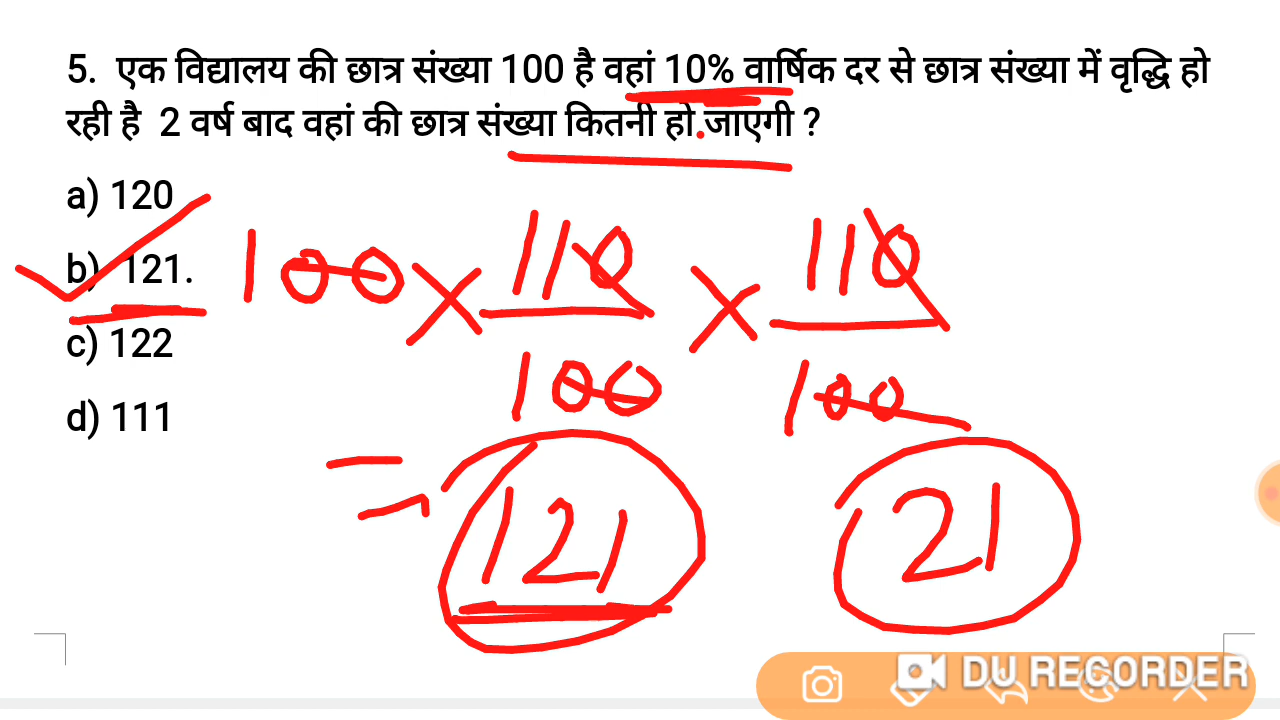 5. एक विद्यालय की छात्र संख्या 100 है वहां 10% वार्षिक दर से छात्र संख्या में वृद्धि हो
रही है 2 वर्ष बाद वहां की छात्र संख्या कितनी हो जाएगी ?
a) 120
b) 121.
c) 122
d) 111
100 × 110/100 × 110/100
= 121
21
DU RECORDER